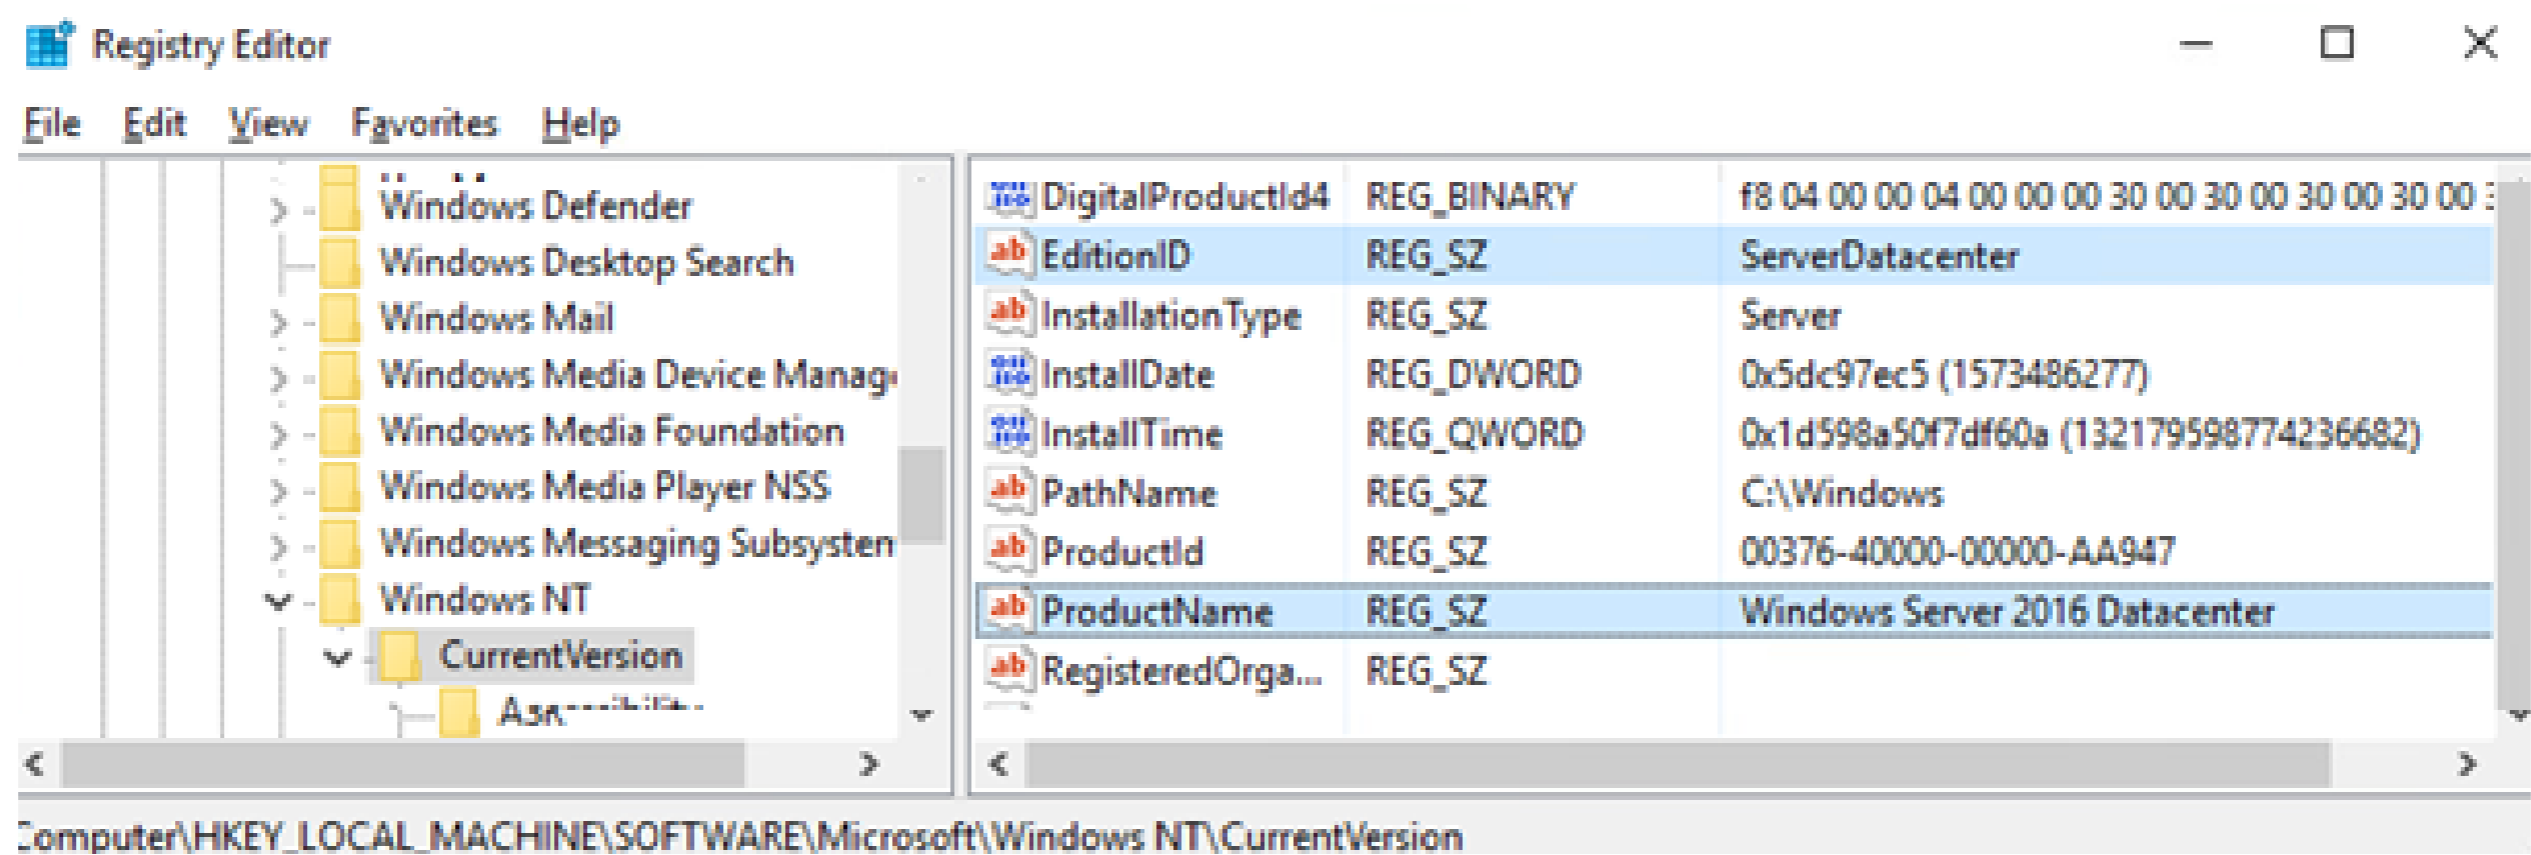 Registry Editor
File Edit View Favorites Help
Windows Defender
Windows Desktop Search
Windows Mail
Windows Media Device Manag
Windows Media Foundation
Windows Media Player NSS
Windows Messaging Subsystem
Windows NT
CurrentVersion
DigitalProductId4 REG_BINARY f8 04 00 00 04 00 00 00 30 00 30 00 30 00 30 00 3
EditionID REG_SZ ServerDatacenter
InstallationType REG_SZ Server
InstallDate REG_DWORD 0x5dc97ec5 (1573486277)
InstallTime REG_QWORD 0x1d598a50f7df60a (132179598774236682)
PathName REG_SZ C:\Windows
ProductId REG_SZ 00376-40000-00000-AA947
ProductName REG_SZ Windows Server 2016 Datacenter
RegisteredOrga... REG_SZ
Computer\HKEY_LOCAL_MACHINE\SOFTWARE\Microsoft\Windows NT\CurrentVersion